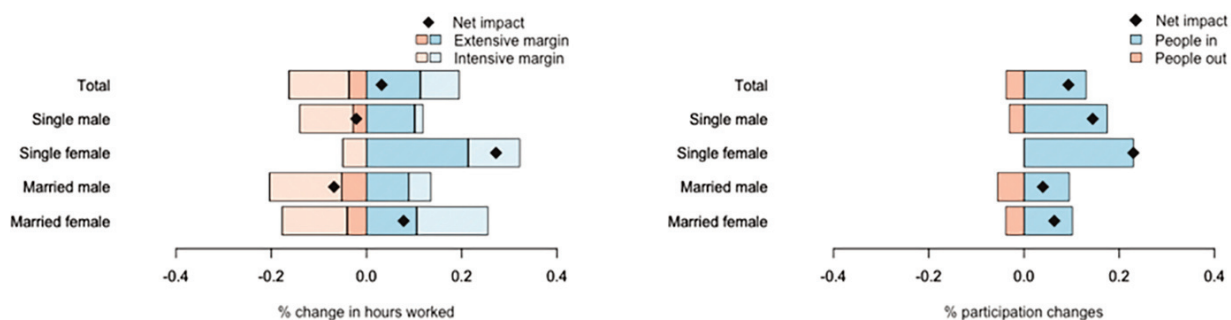 Net impact
Extensive margin
Intensive margin
Total
Single male
Single female
Married male
Married female
-0.4
-0.2
0.0
0.2
0.4
% change in hours worked
Net impact
People in
People out
Total
Single male
Single female
Married male
Married female
-0.4
-0.2
0.0
0.2
0.4
% participation changes